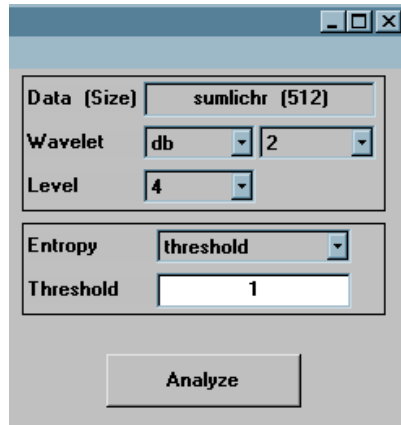 Data (Size) sumlichr (512)
Wavelet db 2
Level 4
Entropy threshold
Threshold 1
Analyze